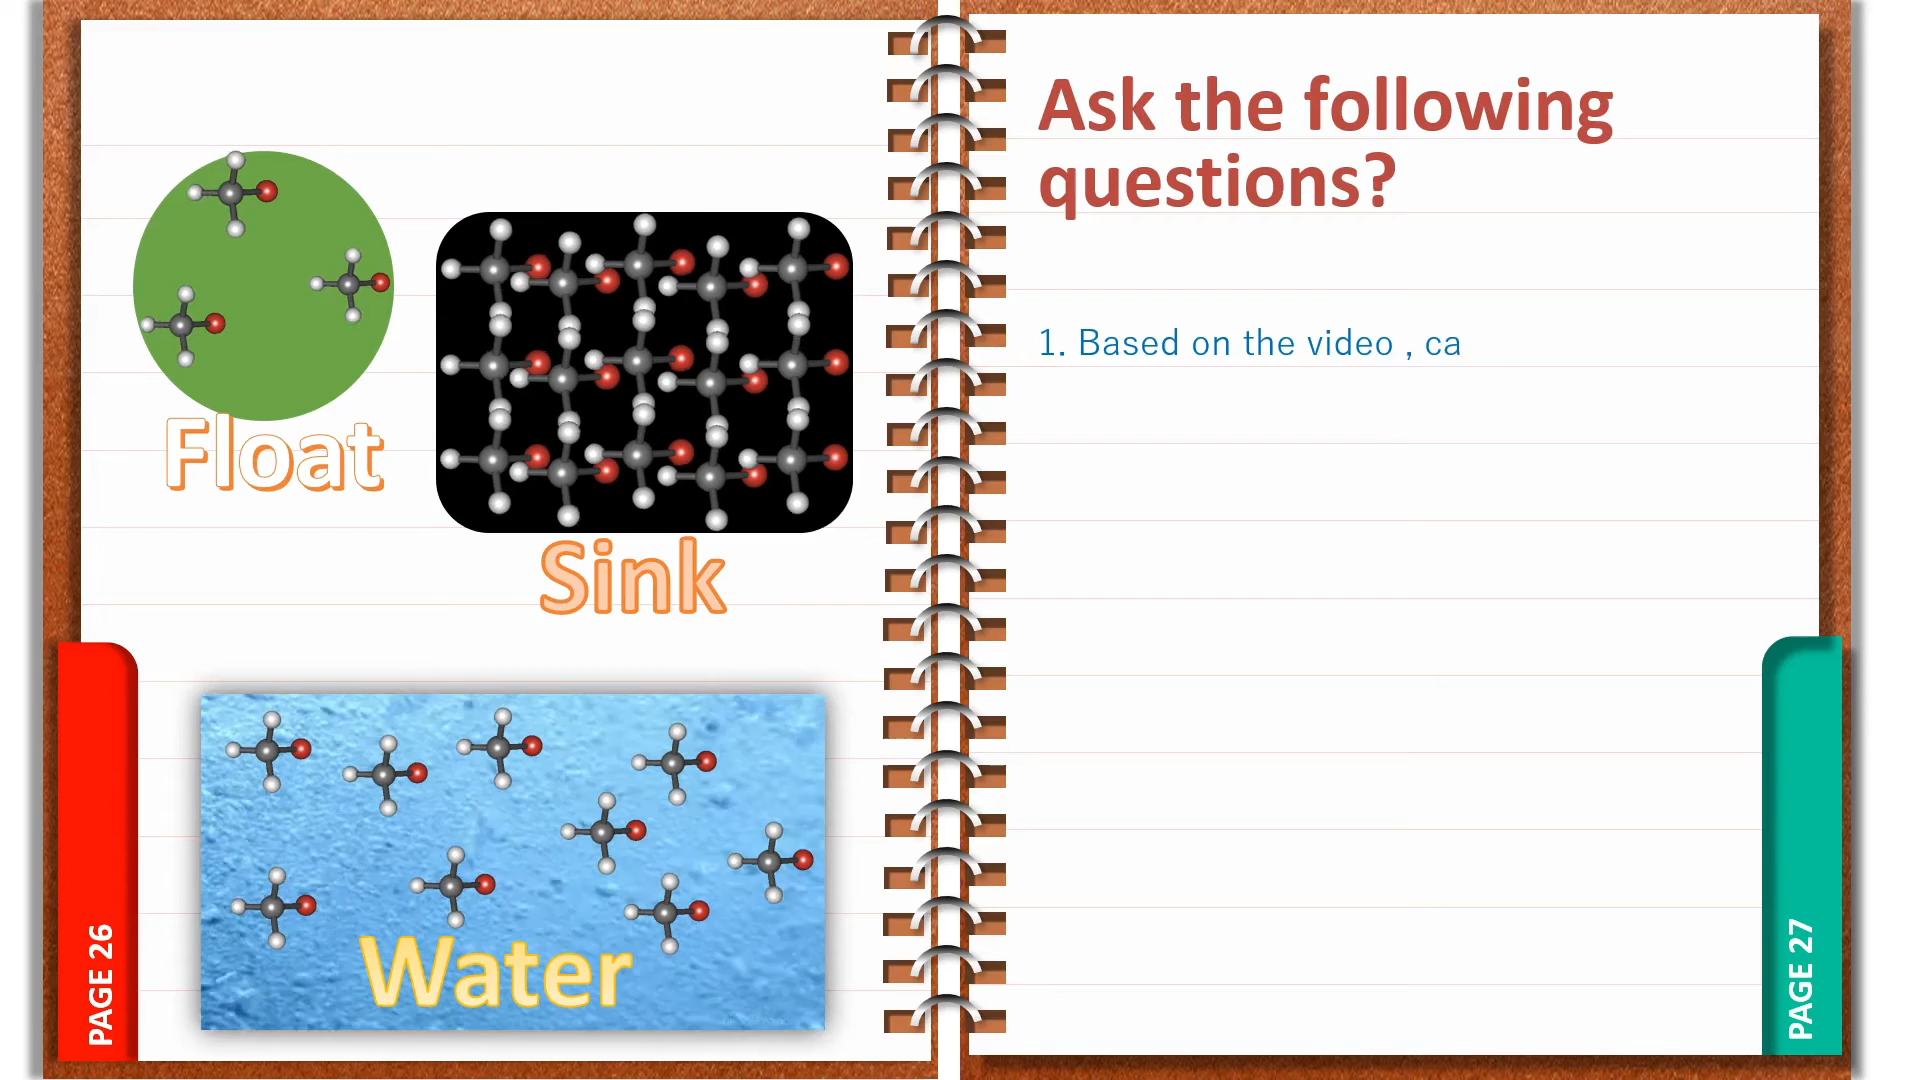 Float
Sink
Water
PAGE 26
Ask the following
questions?
1. Based on the video , ca
PAGE 27